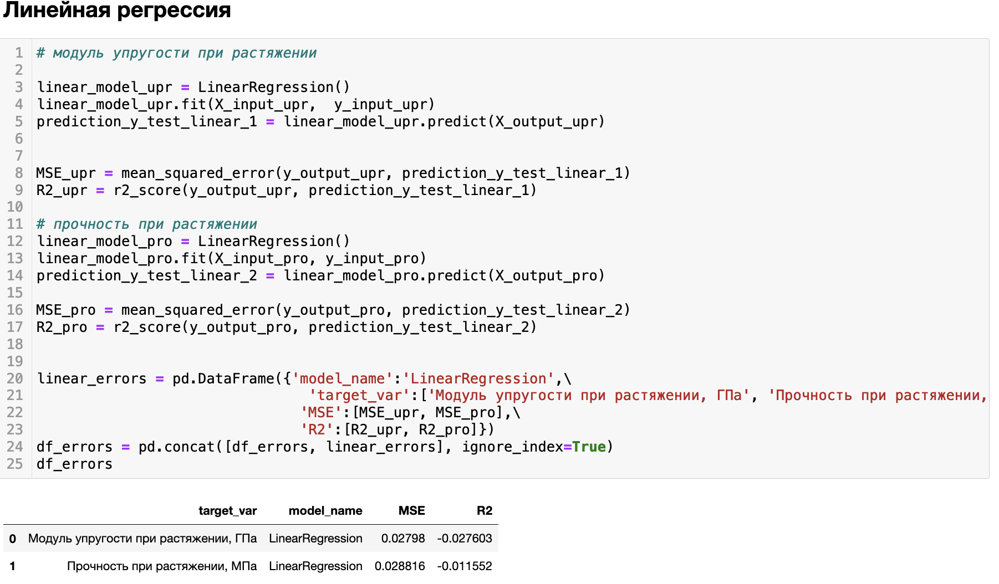 Линейная регрессия
1 # модуль упругости при растяжении
2
3 linear_model_upr = LinearRegression()
4 linear_model_upr.fit(X_input_upr,  y_input_upr)
5 prediction_y_test_linear_1 = linear_model_upr.predict(X_output_upr)
6
7
8 MSE_upr = mean_squared_error(y_output_upr, prediction_y_test_linear_1)
9 R2_upr = r2_score(y_output_upr, prediction_y_test_linear_1)
10
11 # прочность при растяжении
12 linear_model_pro = LinearRegression()
13 linear_model_pro.fit(X_input_pro, y_input_pro)
14 prediction_y_test_linear_2 = linear_model_pro.predict(X_output_pro)
15
16 MSE_pro = mean_squared_error(y_output_pro, prediction_y_test_linear_2)
17 R2_pro = r2_score(y_output_pro, prediction_y_test_linear_2)
18
19
20 linear_errors = pd.DataFrame({'model_name':'LinearRegression',\
21 'target_var':['Модуль упругости при растяжении, ГПа', 'Прочность при растяжении,
22 'MSE':[MSE_upr, MSE_pro],\
23 'R2':[R2_upr, R2_pro]})
24 df_errors = pd.concat([df_errors, linear_errors], ignore_index=True)
25 df_errors
target_var model_name MSE R2
0 Модуль упругости при растяжении, ГПа LinearRegression 0.02798 -0.027603
1 Прочность при растяжении, МПа LinearRegression 0.028816 -0.011552